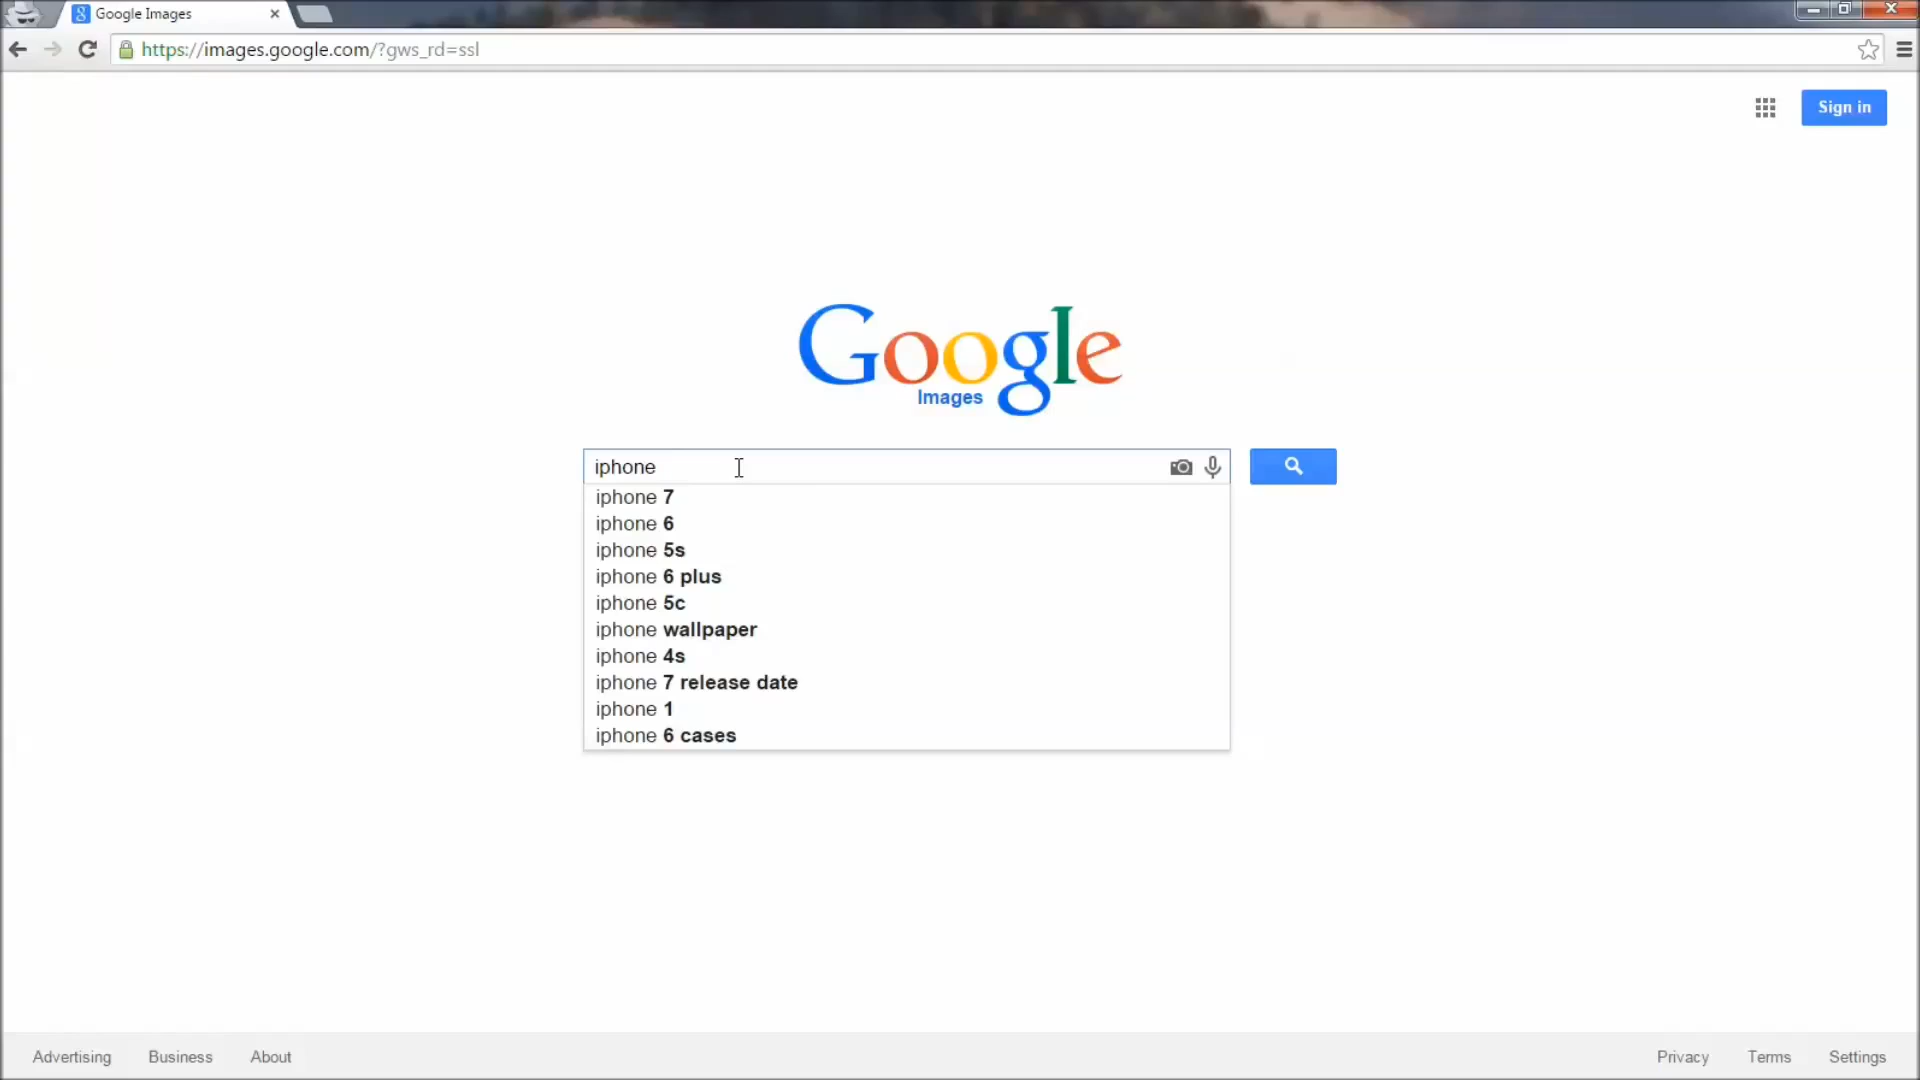 Google Images
https://images.google.com/?gws_rd=ssl
Sign in
Google
Images
iphone
iphone 7
iphone 6
iphone 5s
iphone 6 plus
iphone 5c
iphone wallpaper
iphone 4s
iphone 7 release date
iphone 1
iphone 6 cases
Advertising Business About Privacy Terms Settings